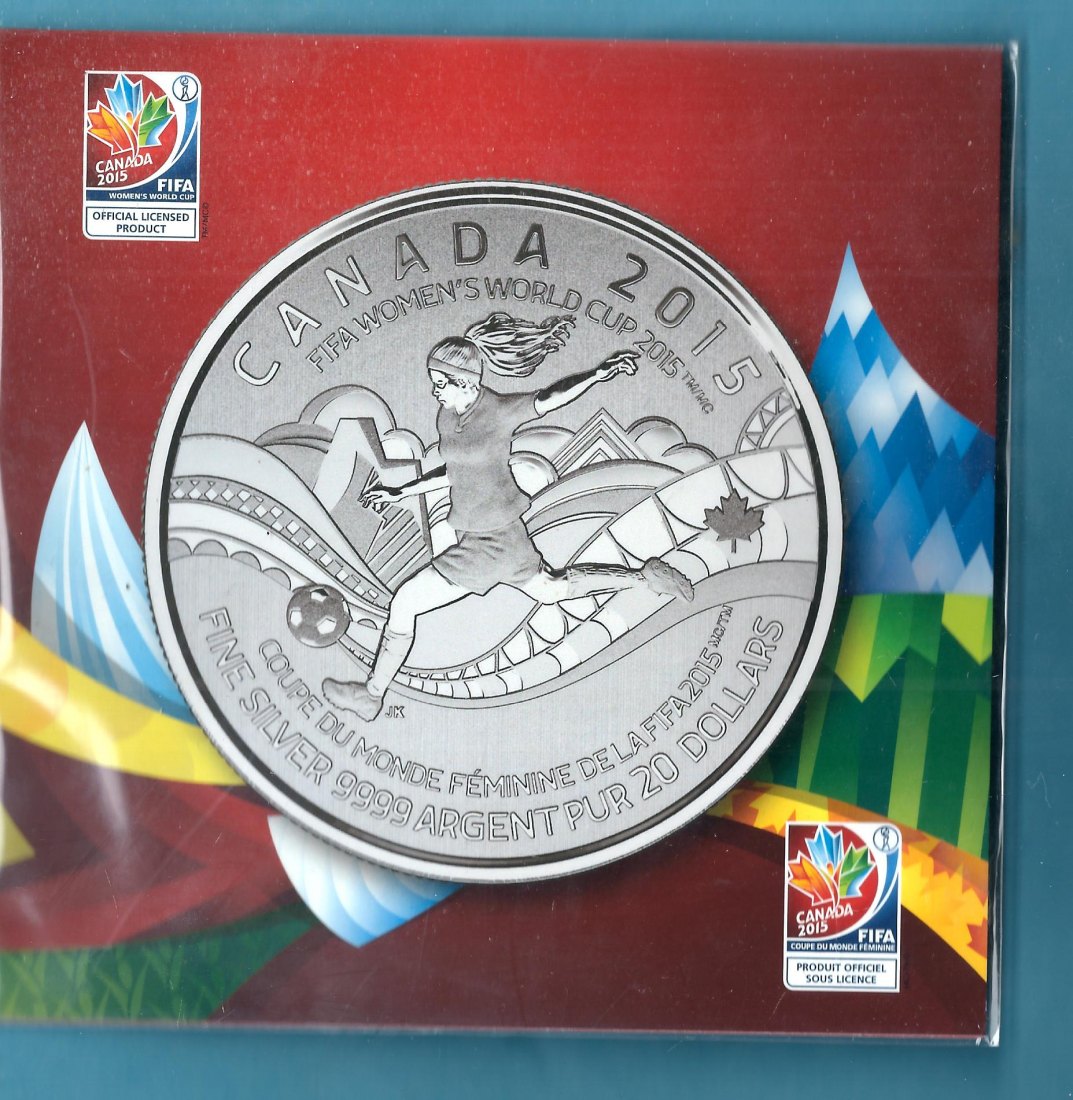 CANADA
2015
FIFA
WOMEN'S WORLD CUP
OFFICIAL LICENSED
PRODUCT
CANADA 2015
FIFA WOMEN'S WORLD CUP 2015 TM/MC
JK
COUPE DU MONDE FÉMININE DE LA FIFA 2015 MC/TM
FINE SILVER 9999 ARGENT PUR 20 DOLLARS
CANADA
2015
FIFA
COUPE DU MONDE FÉMININE
PRODUIT OFFICIEL
SOUS LICENCE